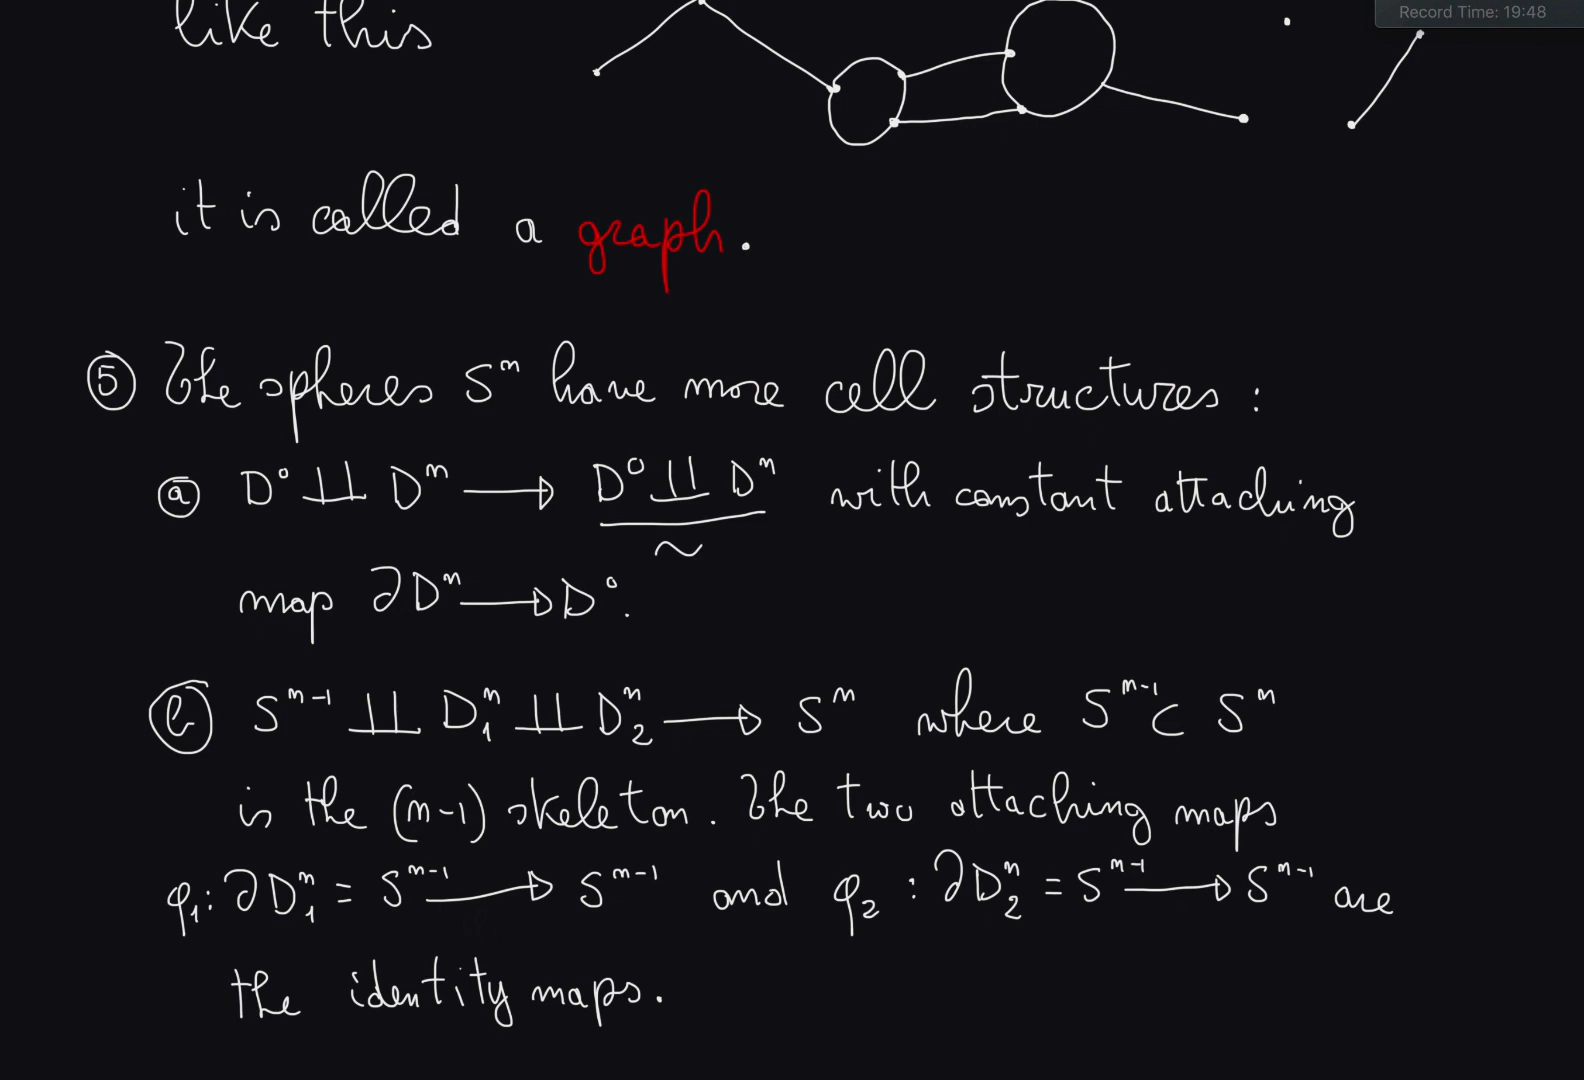 Record Time: 19:48
like this
it is called a graph.
⑤ The spheres Sⁿ have more cell structures :
ⓐ D⁰ ⨿ Dⁿ ⟶ D⁰ ⨿ Dⁿ / ∼ with constant attaching
map ∂Dⁿ ⟶ D⁰.
ⓑ Sⁿ⁻¹ ⨿ D₁ⁿ ⨿ D₂ⁿ ⟶ Sⁿ where Sⁿ⁻¹ ⊂ Sⁿ
is the (n-1) skeleton. The two attaching maps
φ₁: ∂D₁ⁿ = Sⁿ⁻¹ ⟶ Sⁿ⁻¹ and φ₂ : ∂D₂ⁿ = Sⁿ⁻¹ ⟶ Sⁿ⁻¹ are
the identity maps.